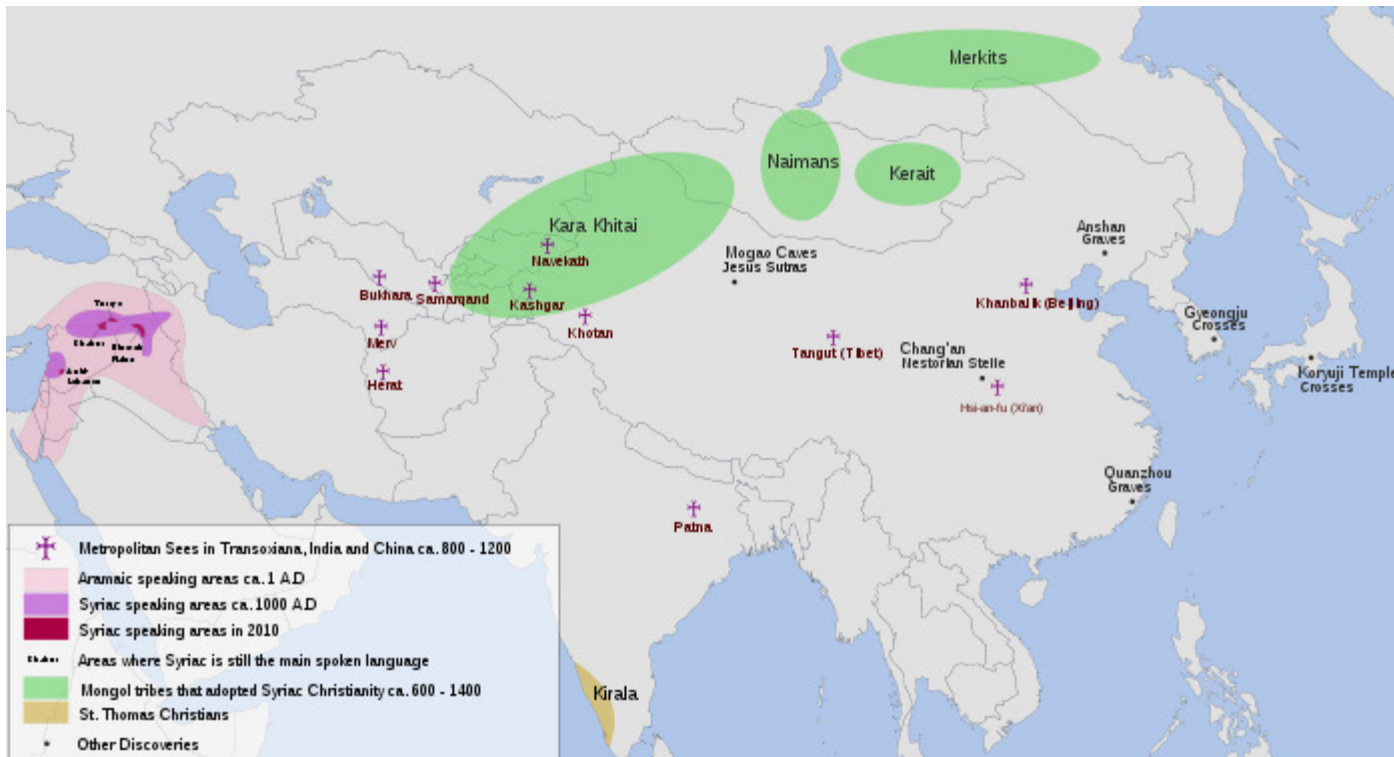 Merkits
Naimans
Kerait
Kara Khitai
Navekath
Anshan
Graves
Mogao Caves
Jesus Sutras
Bukhara
Samarqand
Kashgar
Khanbalik (Beijing)
Khotan
Gyeongju
Crosses
Merv
Tangut (Tibet)
Chang'an
Nestorian Stelle
Herat
Koryuji Temple
Crosses
Hsi-an-fu (Xi'an)
Quanzhou
Graves
Patna
Kirala
Metropolitan Sees in Transoxiana, India and China ca. 800 - 1200
Aramaic speaking areas ca. 1 A.D
Syriac speaking areas ca. 1000 A.D
Syriac speaking areas in 2010
Areas where Syriac is still the main spoken language
Mongol tribes that adopted Syriac Christianity ca. 600 - 1400
St. Thomas Christians
Other Discoveries